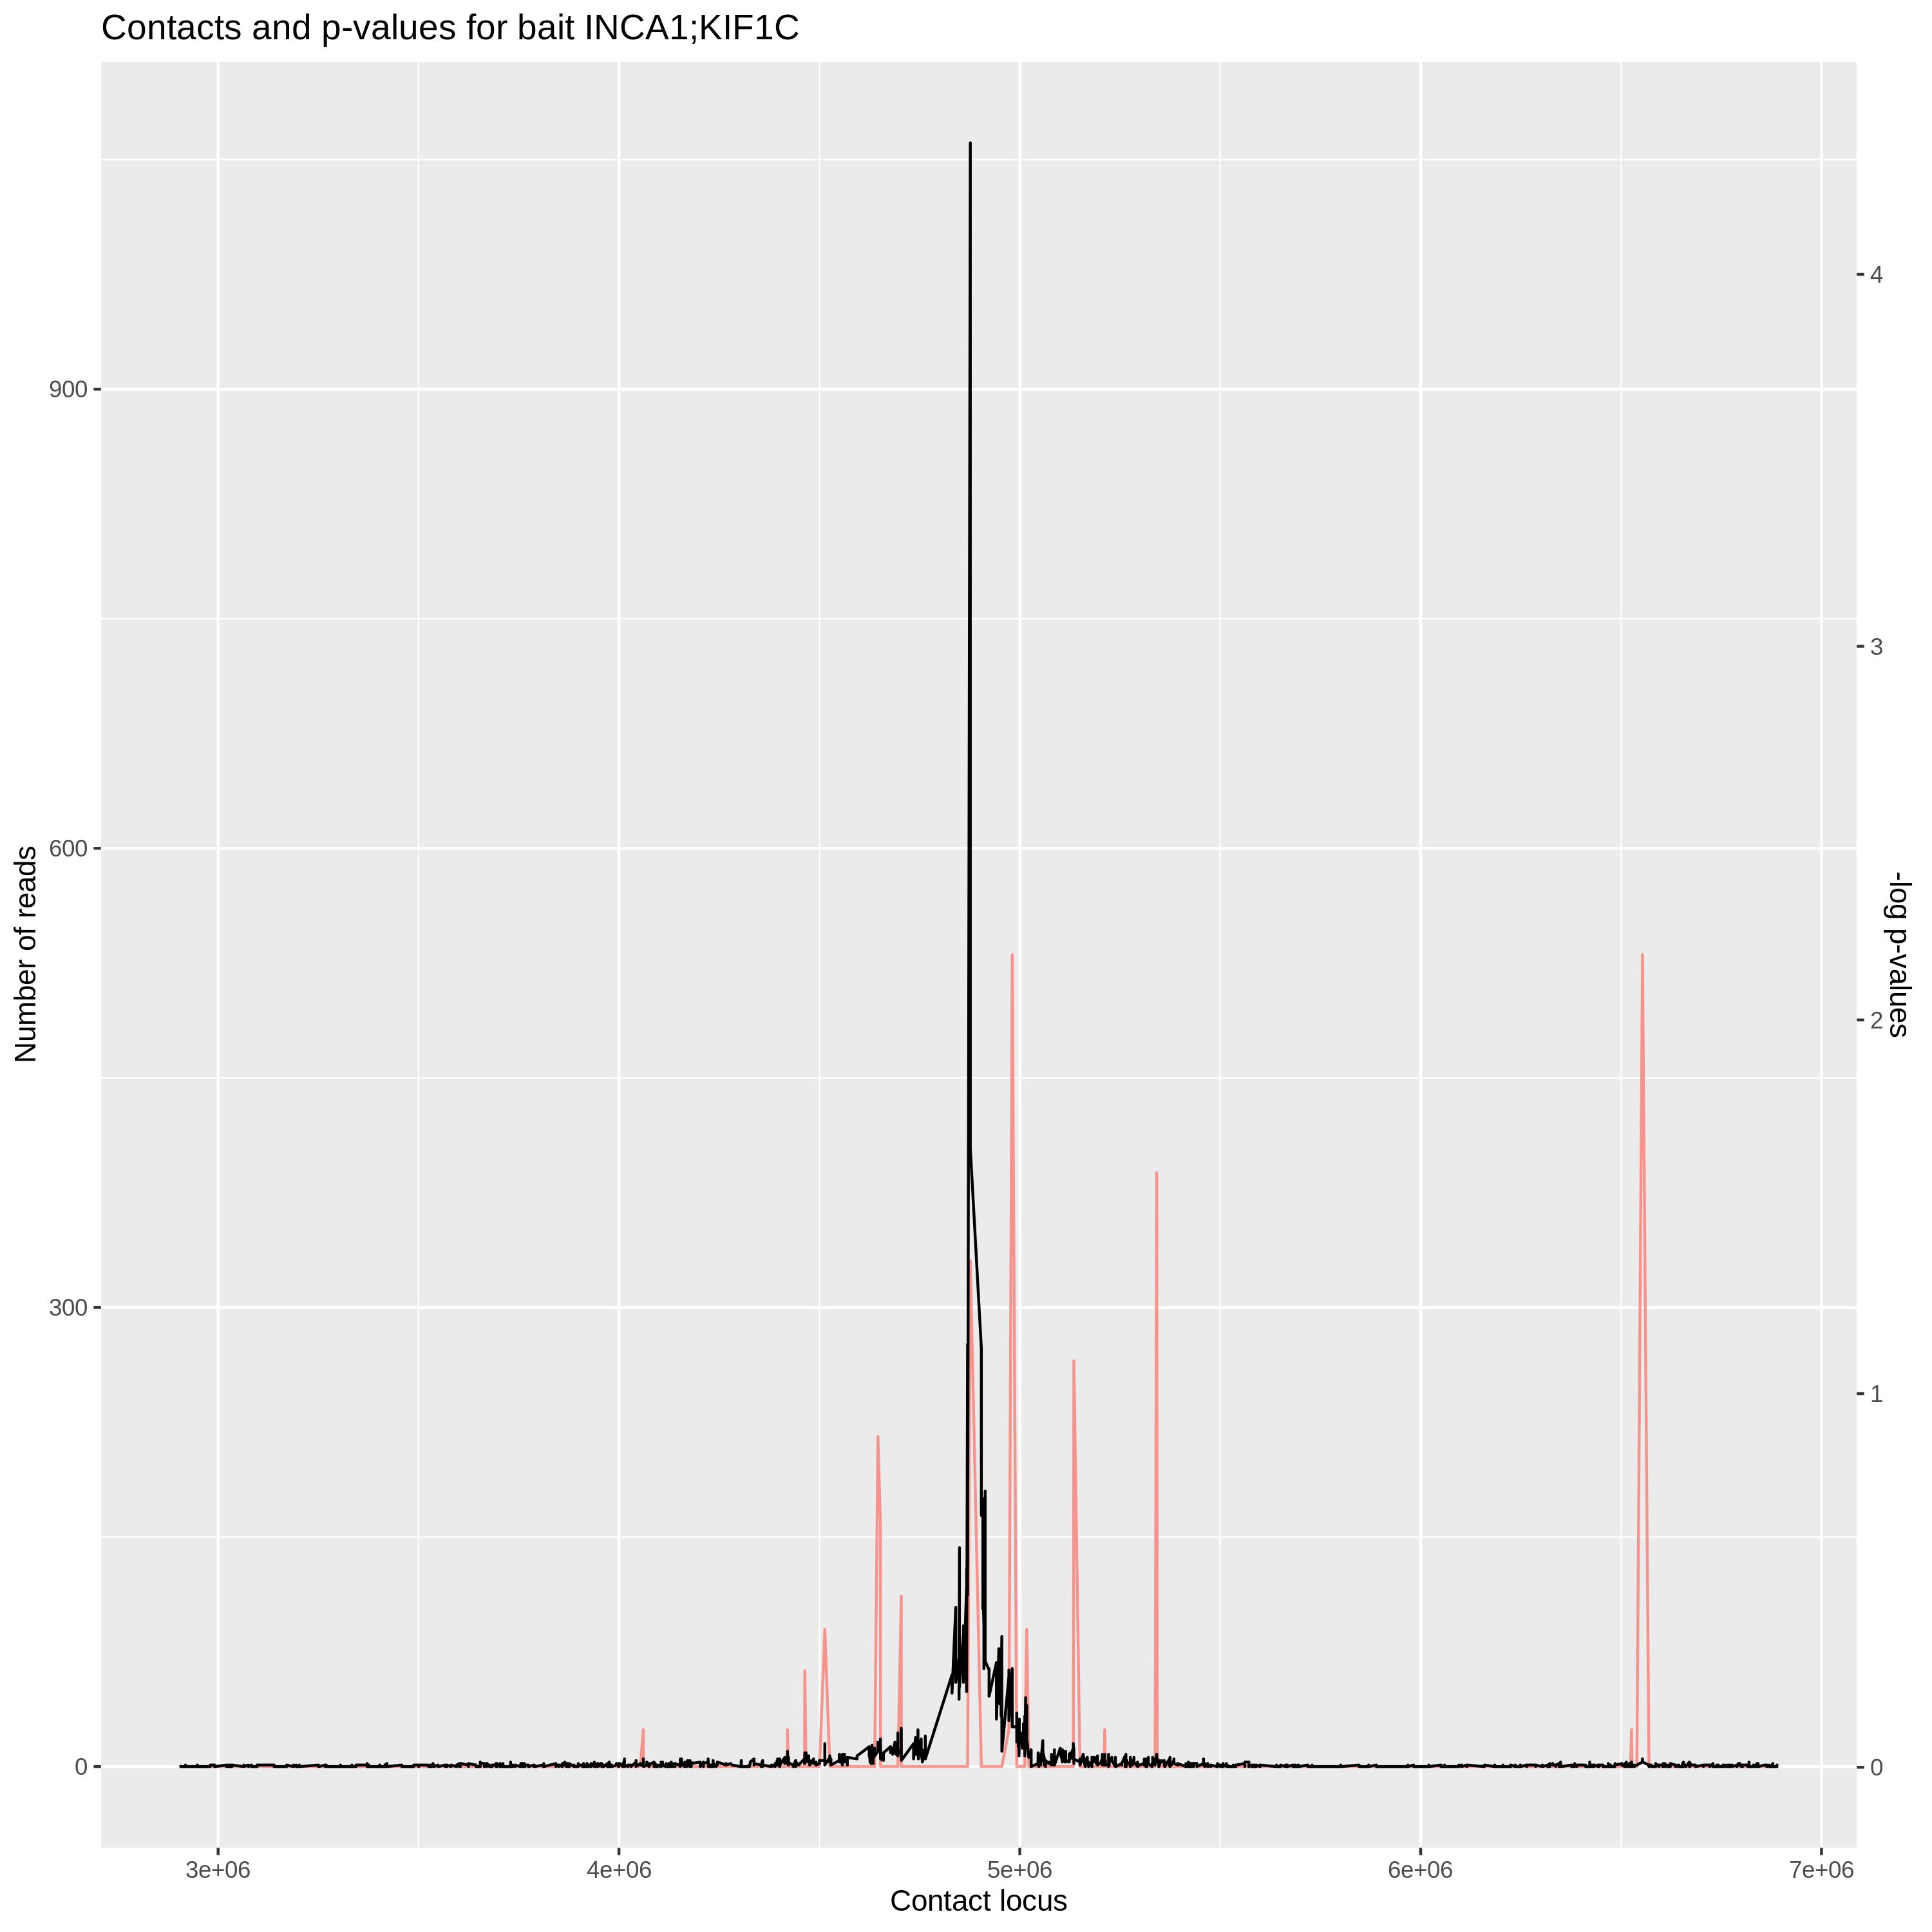 Contacts and p-values for bait INCA1;KIF1C
Number of reads
900
600
300
0
4
3
2
1
0
-log p-values
3e+06
4e+06
5e+06
6e+06
7e+06
Contact locus